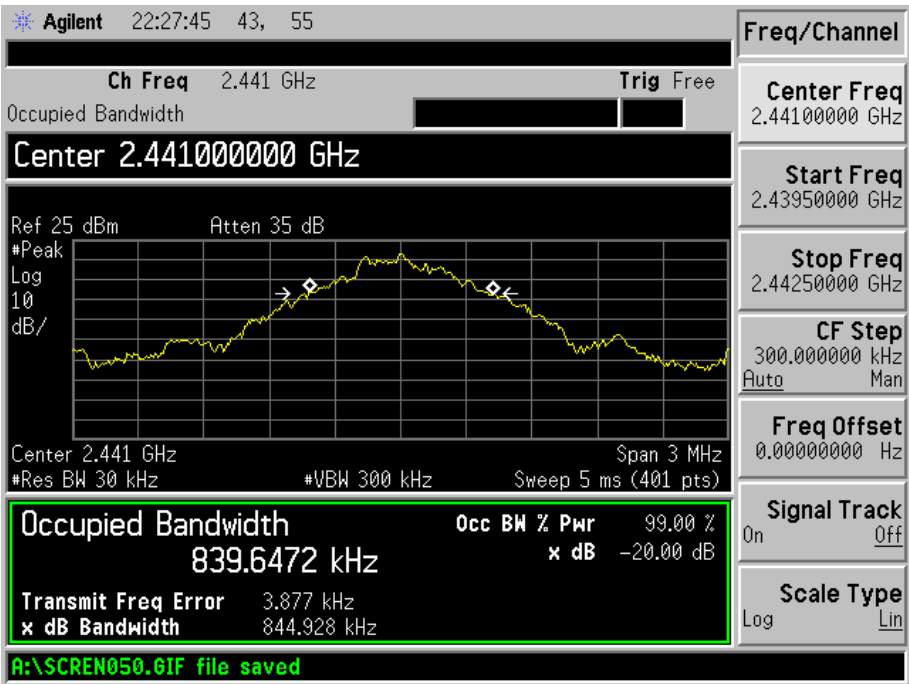 Agilent 22:27:45 43, 55
Ch Freq 2.441 GHz Trig Free
Occupied Bandwidth
Center 2.441000000 GHz
Ref 25 dBm Atten 35 dB
#Peak
Log
10
dB/
Center 2.441 GHz Span 3 MHz
#Res BW 30 kHz #VBW 300 kHz Sweep 5 ms (401 pts)
Occupied Bandwidth
839.6472 kHz
Occ BW % Pwr 99.00 %
x dB -20.00 dB
Transmit Freq Error 3.877 kHz
x dB Bandwidth 844.928 kHz
A:\SCREN050.GIF file saved
Freq/Channel
Center Freq
2.44100000 GHz
Start Freq
2.43950000 GHz
Stop Freq
2.44250000 GHz
CF Step
300.000000 kHz
Auto Man
Freq Offset
0.00000000 Hz
Signal Track
On Off
Scale Type
Log Lin